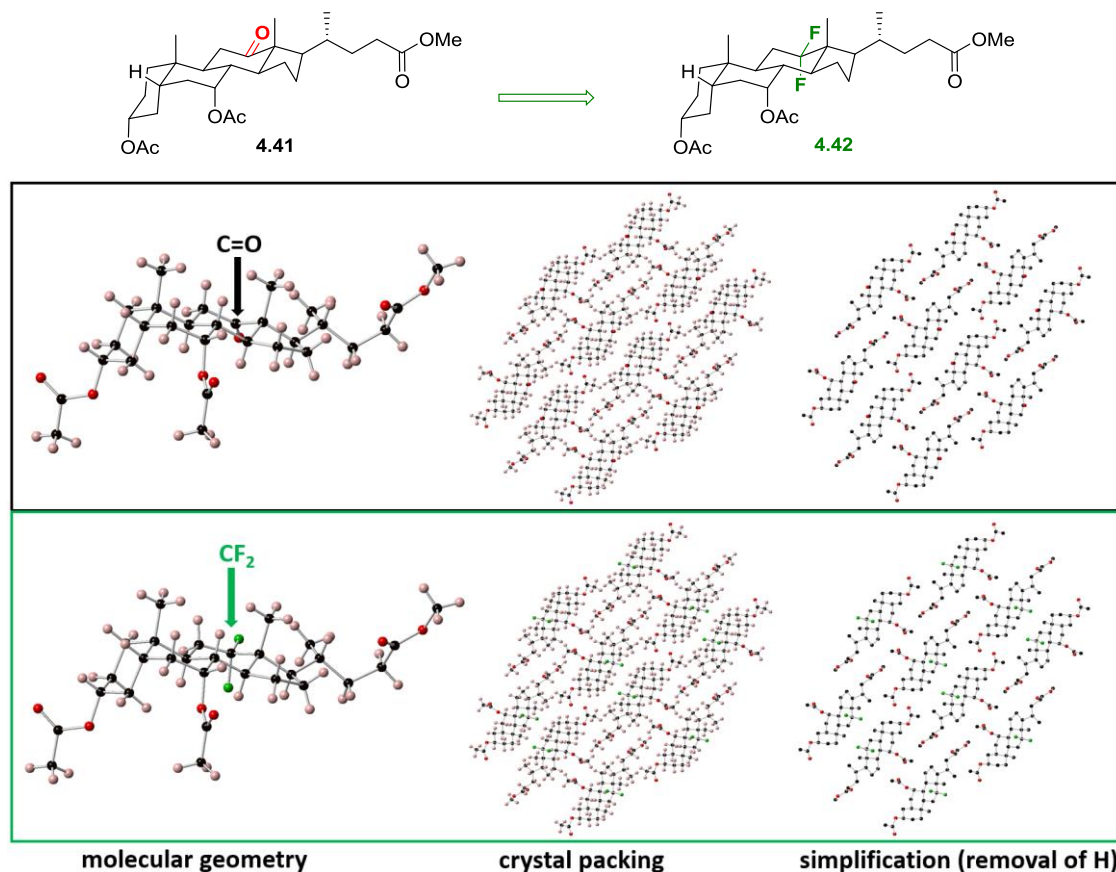 O
OMe
O
H
OAc
OAc
4.41
F
F
OMe
O
H
OAc
OAc
4.42
C=O
CF₂
molecular geometry crystal packing simplification (removal of H)